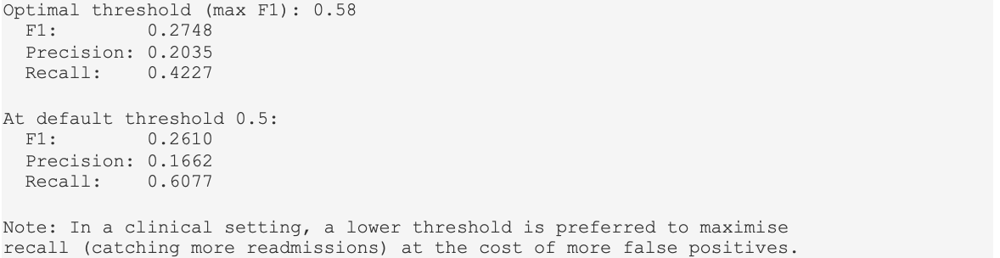 Optimal threshold (max F1): 0.58
  F1:        0.2748
  Precision: 0.2035
  Recall:    0.4227

At default threshold 0.5:
  F1:        0.2610
  Precision: 0.1662
  Recall:    0.6077

Note: In a clinical setting, a lower threshold is preferred to maximise
recall (catching more readmissions) at the cost of more false positives.